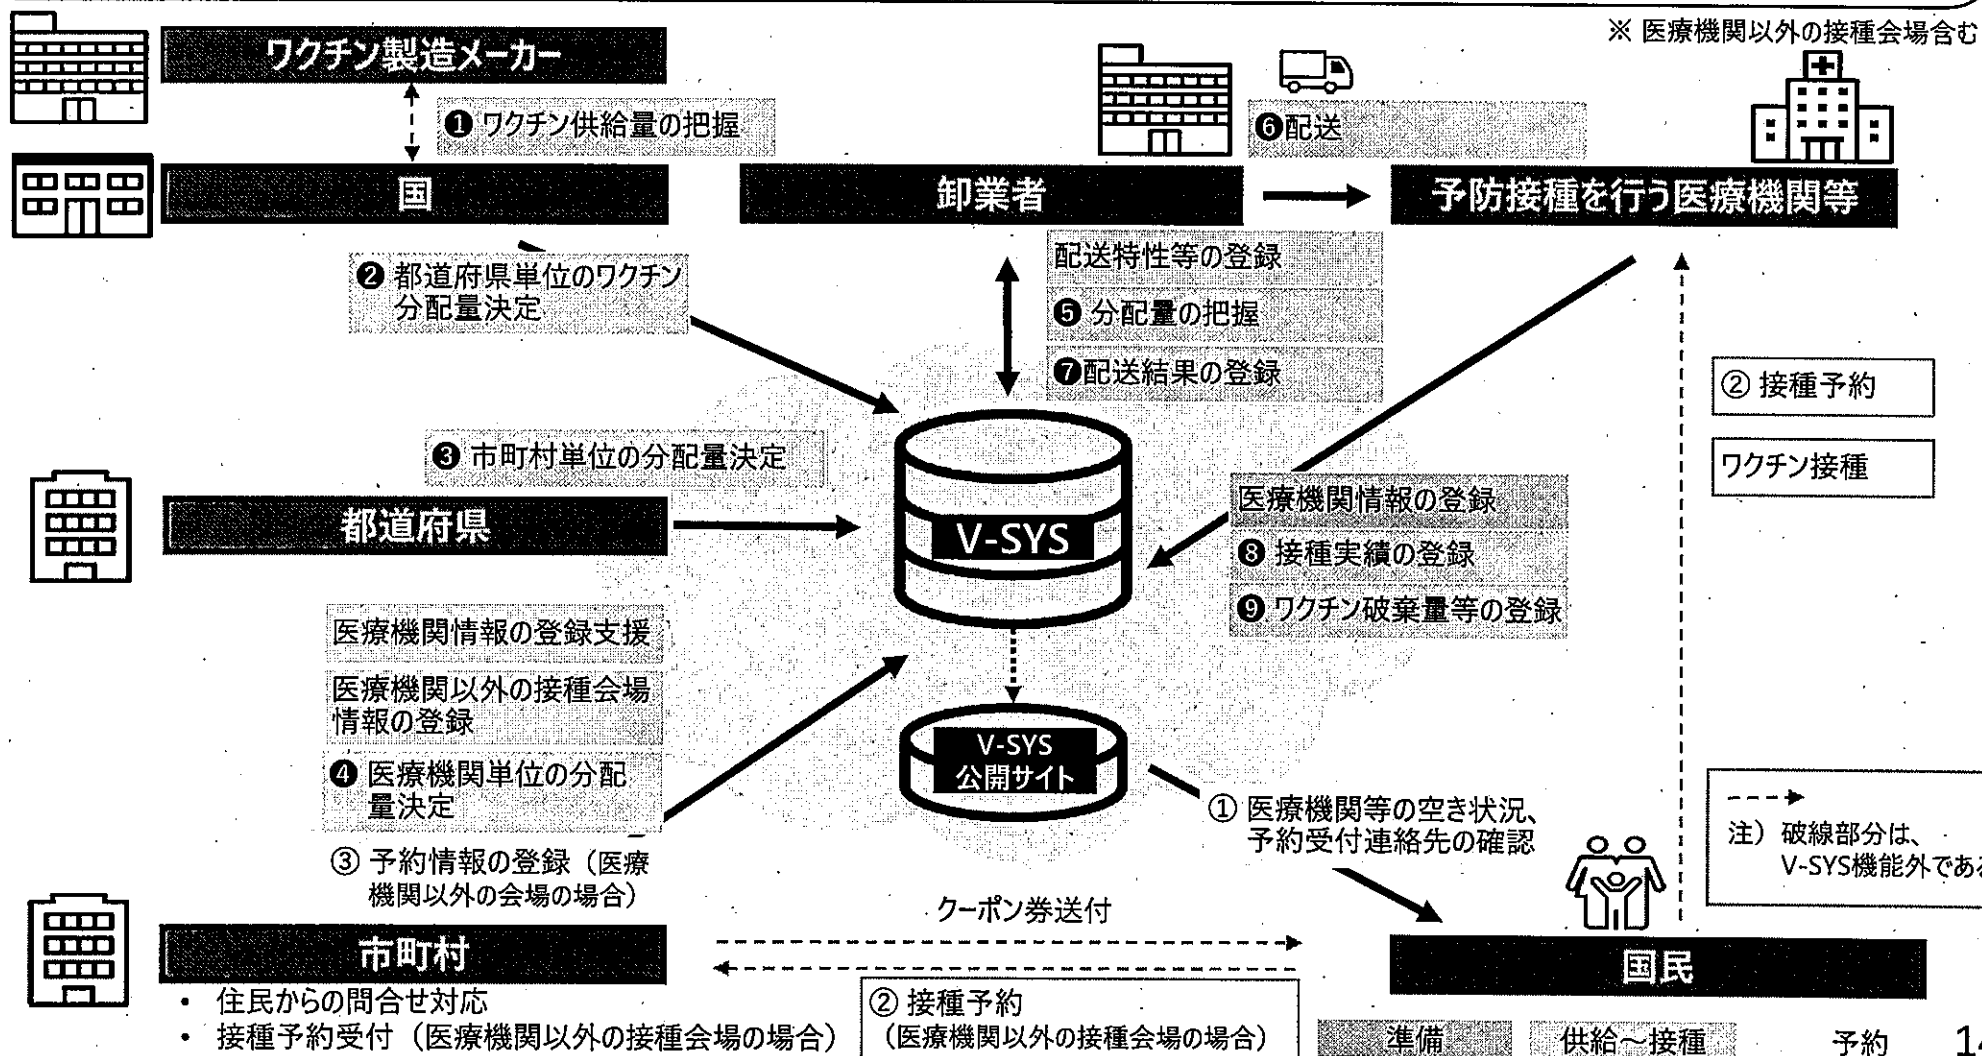 ※ 医療機関以外の接種会場含む
ワクチン製造メーカー
❶ ワクチン供給量の把握
❻配送
国
卸業者
予防接種を行う医療機関等
❷ 都道府県単位のワクチン
分配量決定
配送特性等の登録
❺ 分配量の把握
❼配送結果の登録
② 接種予約
ワクチン接種
❸ 市町村単位の分配量決定
都道府県
V-SYS
医療機関情報の登録
❽ 接種実績の登録
❾ ワクチン破棄量等の登録
医療機関情報の登録支援
医療機関以外の接種会場
情報の登録
❹ 医療機関単位の分配
量決定
V-SYS
公開サイト
① 医療機関等の空き状況、
予約受付連絡先の確認
注）破線部分は、
V-SYS機能外である
③ 予約情報の登録（医療
機関以外の会場の場合）
クーポン券送付
市町村
国民
• 住民からの問合せ対応
• 接種予約受付（医療機関以外の接種会場の場合）
② 接種予約
（医療機関以外の接種会場の場合）
準備
供給～接種
予約